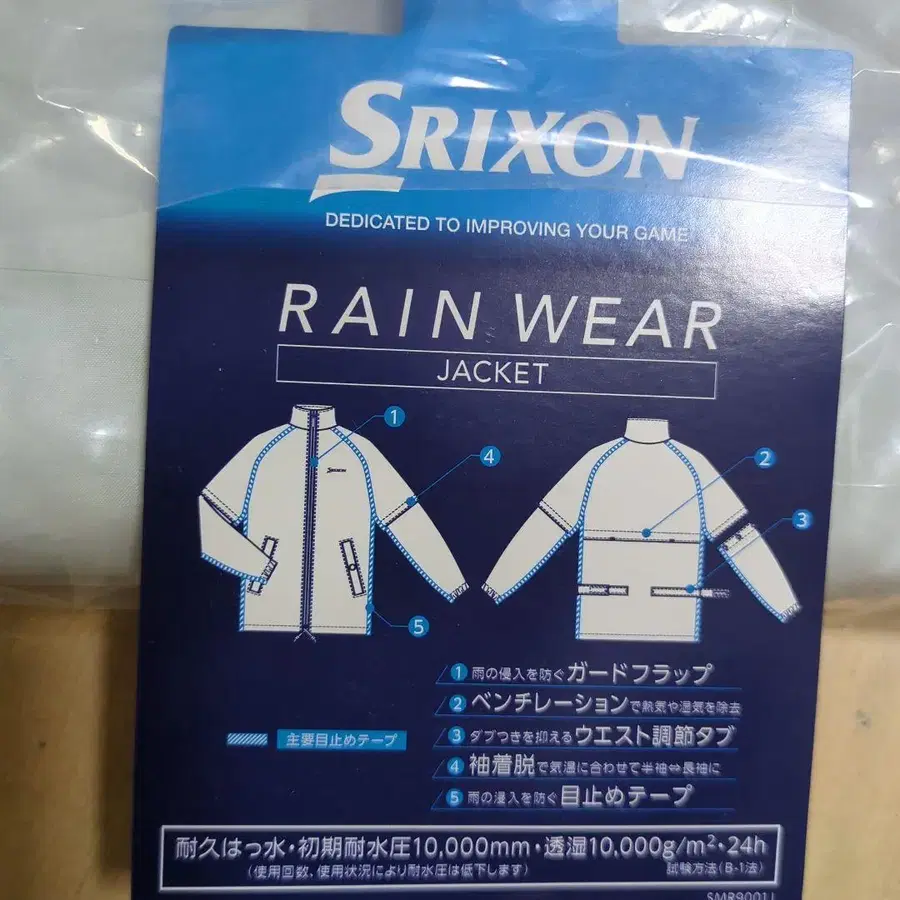 SRIXON
DEDICATED TO IMPROVING YOUR GAME
RAIN WEAR
JACKET
1
4
SRIXON
2
3
5
1 雨の侵入を防ぐガードフラップ
2 ベンチレーションで熱気や湿気を除去
主要目止めテープ
3 ダブつきを抑えるウエスト調節タブ
4 袖着脱で気温に合わせて半袖⇔長袖に
5 雨の浸入を防ぐ目止めテープ
耐久はっ水・初期耐水圧10,000mm・透湿10,000g/m²・24h
(使用回数、使用状況により耐水圧は低下します) 試験方法(B-1法)
SMR9001J